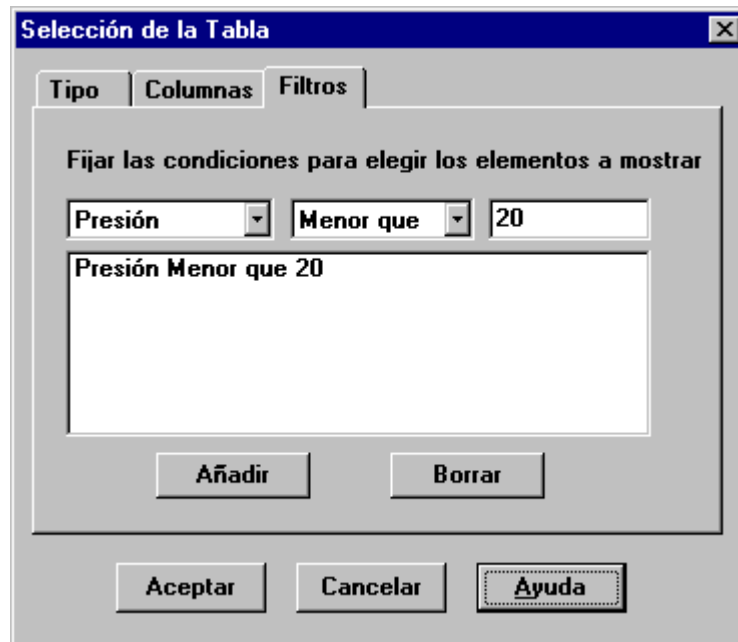 Selección de la Tabla
Tipo Columnas Filtros
Fijar las condiciones para elegir los elementos a mostrar
Presión Menor que 20
Presión Menor que 20
Añadir Borrar
Aceptar Cancelar Ayuda